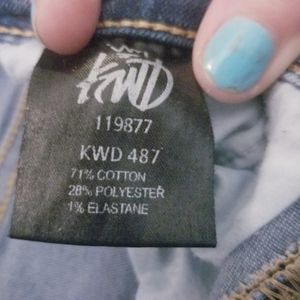 KWD
119877
KWD 487
71% COTTON
28% POLYESTER
1% ELASTANE